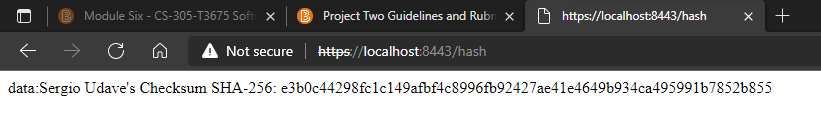 Module Six - CS-305-T3675 Soft
Project Two Guidelines and Rubri
https://localhost:8443/hash
Not secure
https://localhost:8443/hash
data:Sergio Udave's Checksum SHA-256: e3b0c44298fc1c149afbf4c8996fb92427ae41e4649b934ca495991b7852b855